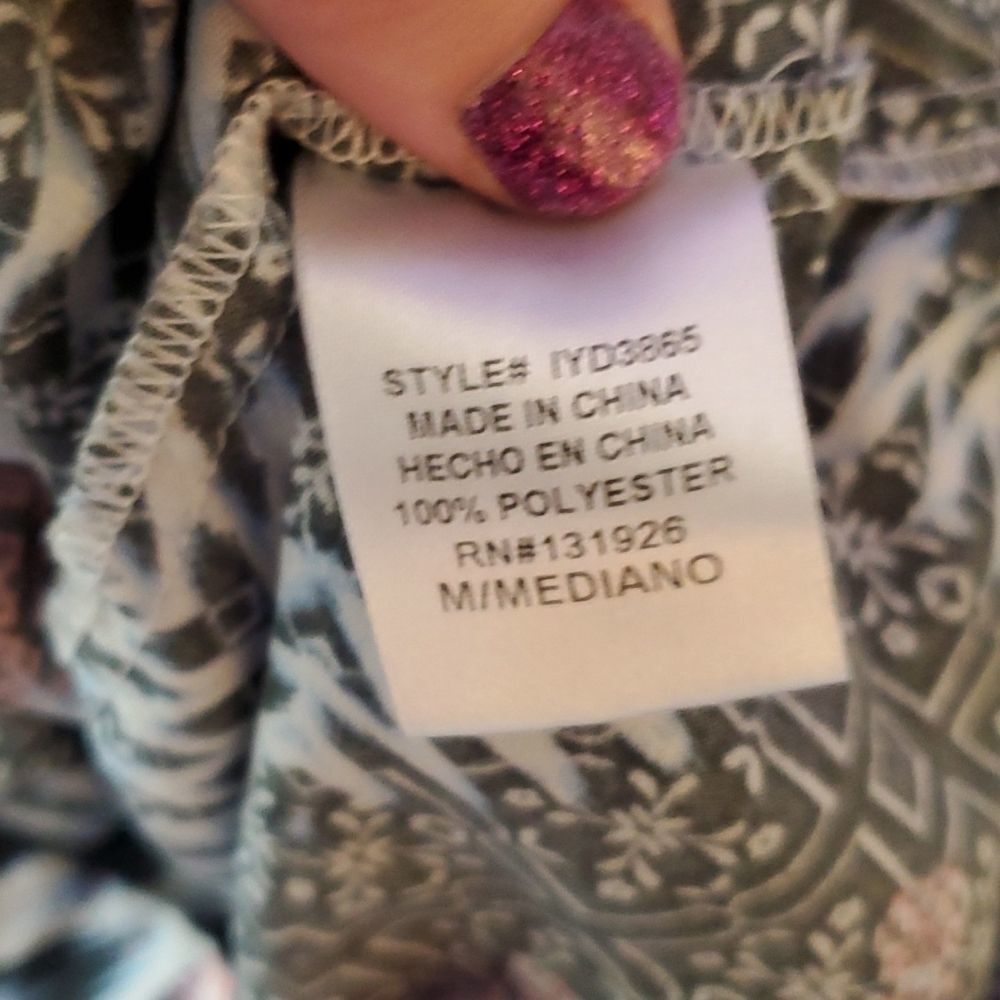 STYLE# IYD3865
MADE IN CHINA
HECHO EN CHINA
100% POLYESTER
RN#131926
M/MEDIANO